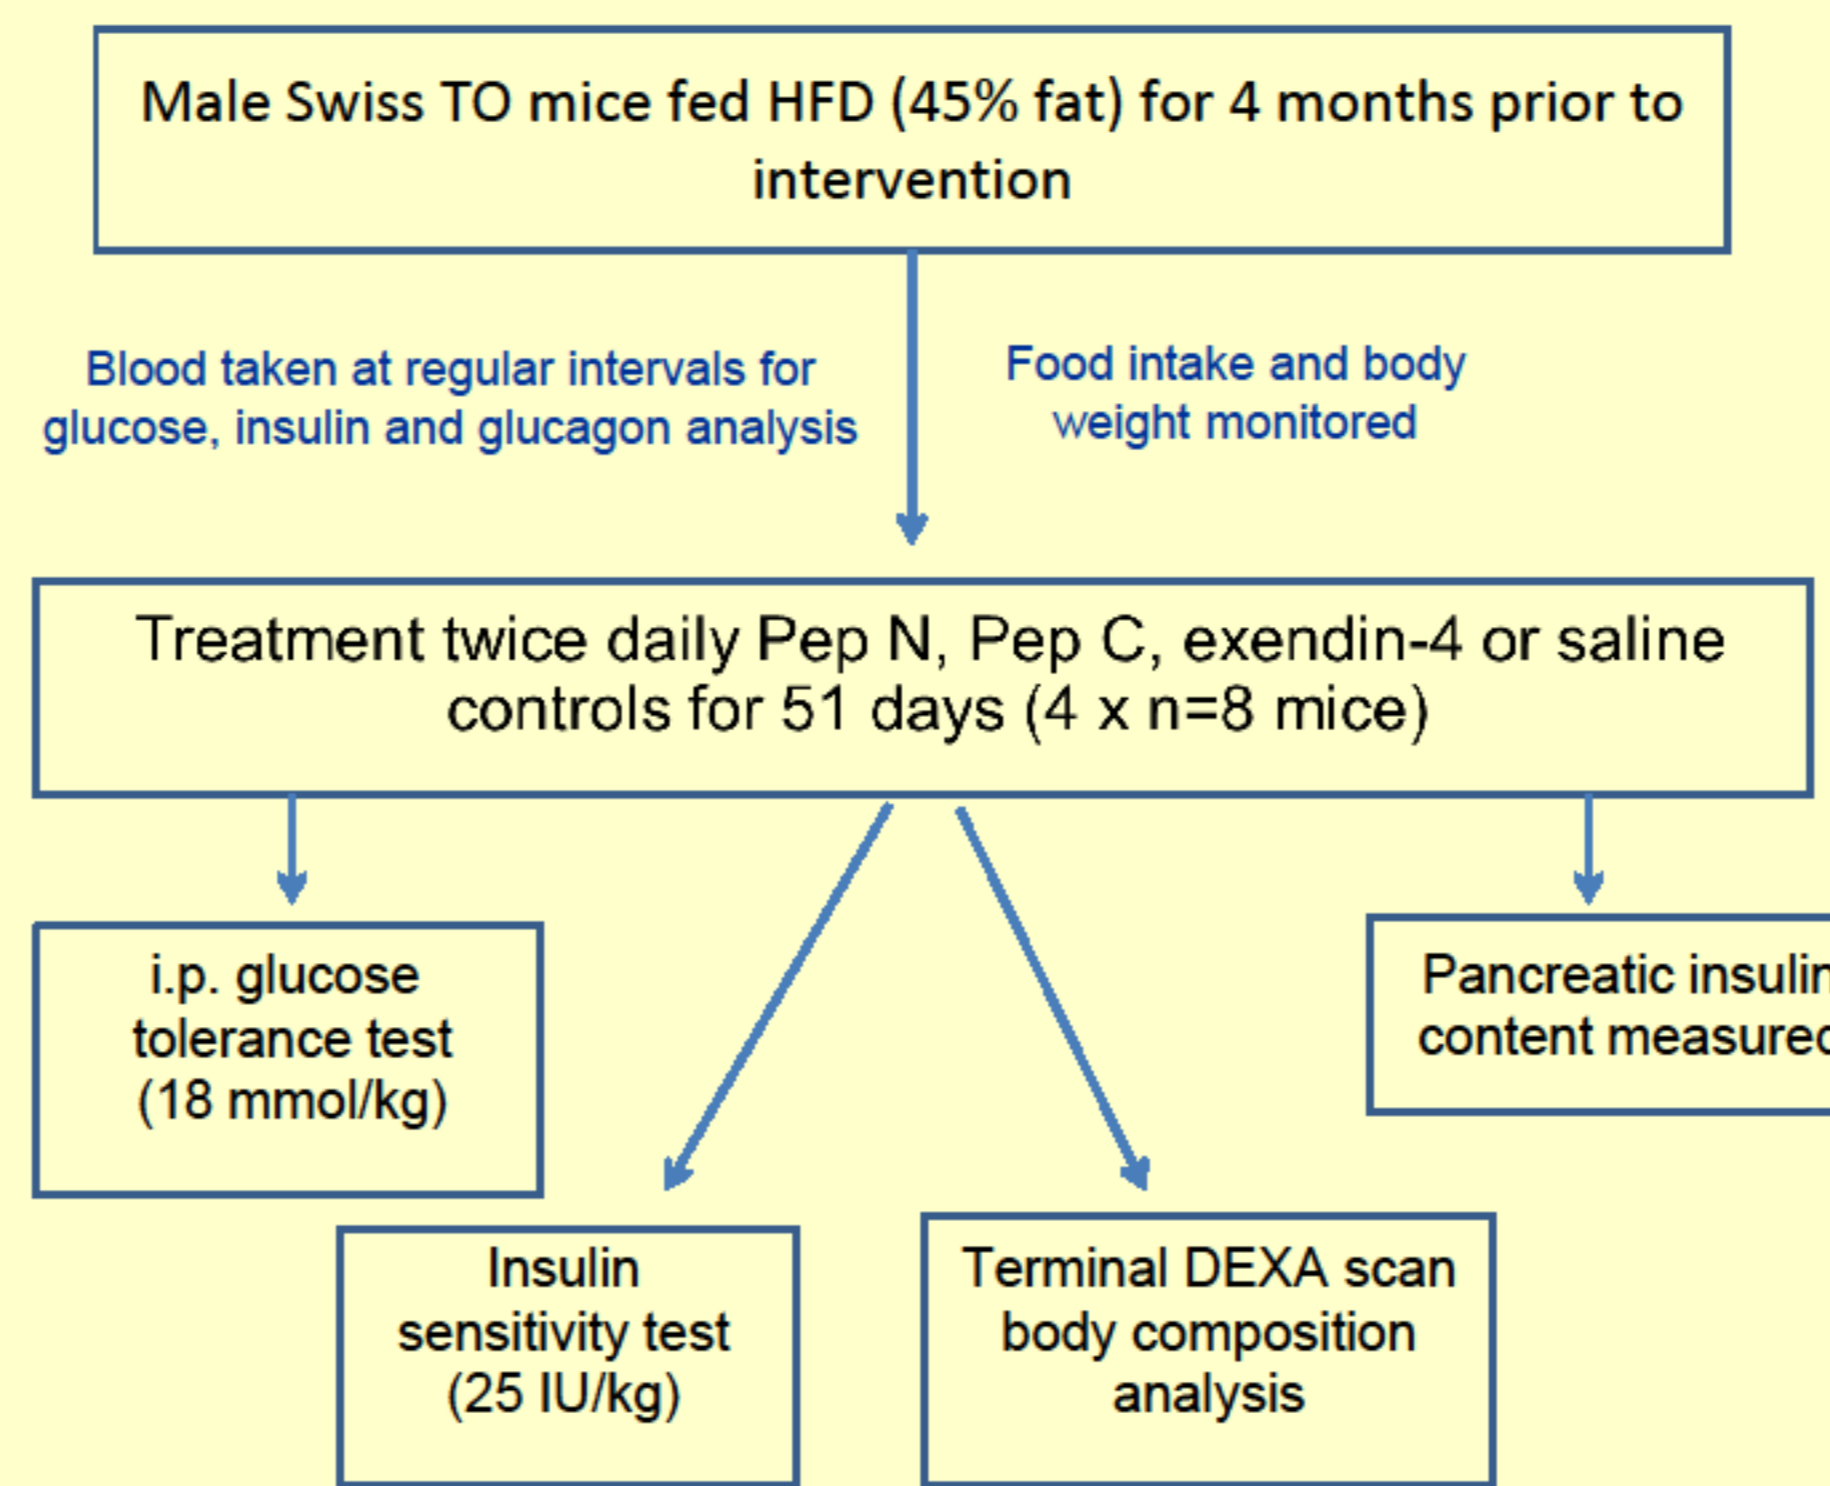 Male Swiss TO mice fed HFD (45% fat) for 4 months prior to
intervention
Blood taken at regular intervals for
glucose, insulin and glucagon analysis
Food intake and body
weight monitored
Treatment twice daily Pep N, Pep C, exendin-4 or saline
controls for 51 days (4 x n=8 mice)
i.p. glucose
tolerance test
(18 mmol/kg)
Pancreatic insulin
content measured
Insulin
sensitivity test
(25 IU/kg)
Terminal DEXA scan
body composition
analysis